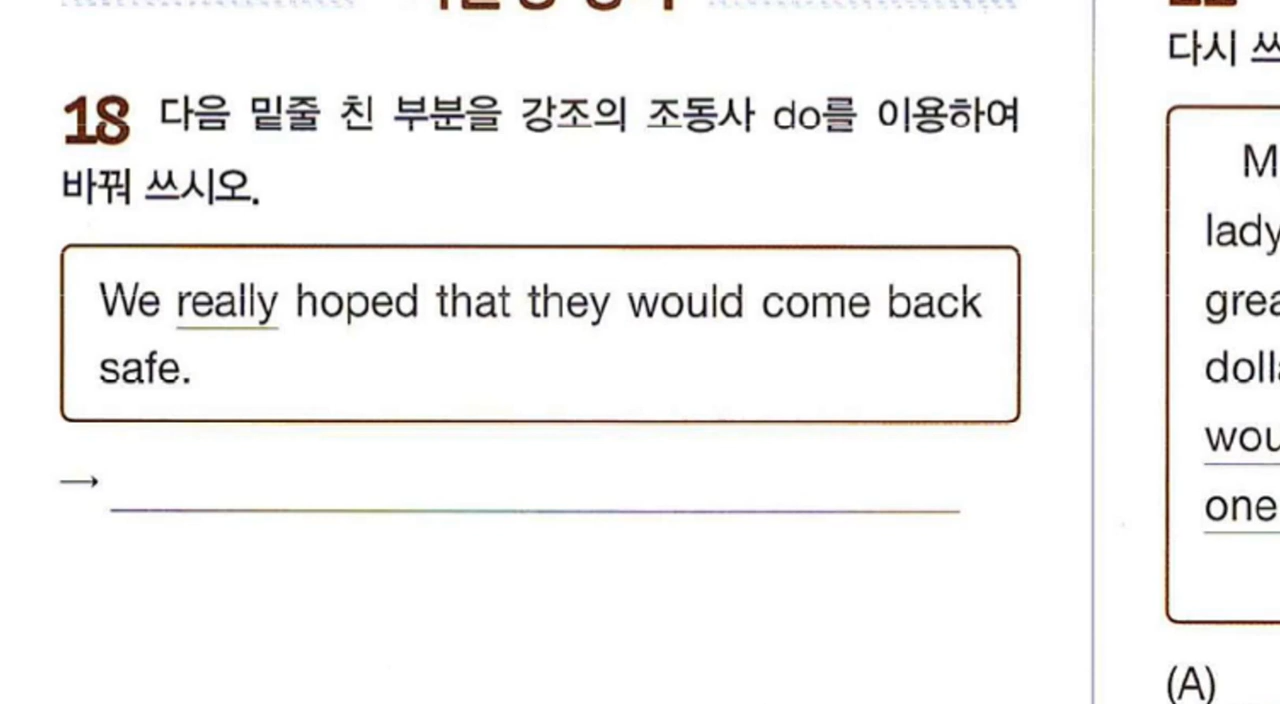 18 다음 밑줄 친 부분을 강조의 조동사 do를 이용하여
바꿔 쓰시오.
We really hoped that they would come back
safe.
→
다시
M
lady
grea
dolla
wou
one
(A)